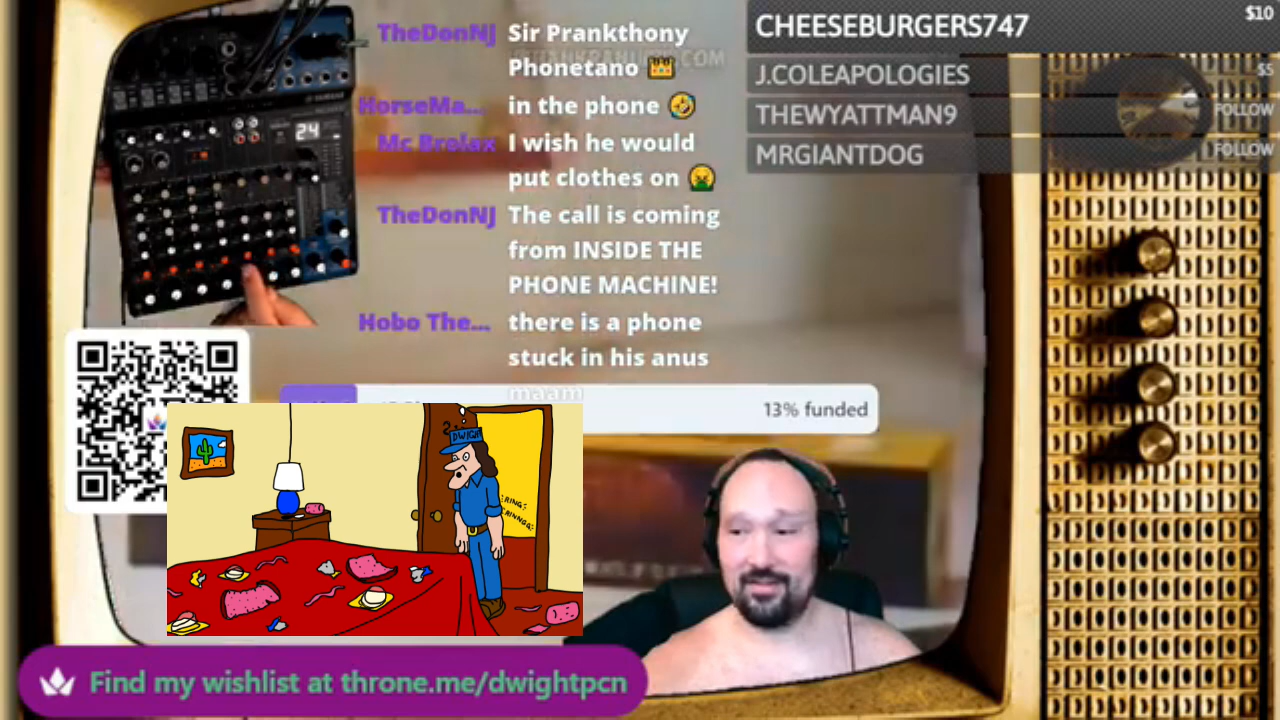 TheDonNJ Sir Prankthony
Phonetano 👑
HorseMa... in the phone 🤣
Mc Brolax I wish he would
put clothes on 🤮
TheDonNJ The call is coming
from INSIDE THE
PHONE MACHINE!
Hobo The... there is a phone
stuck in his anus
maam
CHEESEBURGERS747 $10
J.COLEAPOLOGIES $5
THEWYATTMAN9 FOLLOW
MRGIANTDOG FOLLOW
24
13% funded
DWIGHT
RING
Find my wishlist at throne.me/dwightpcn